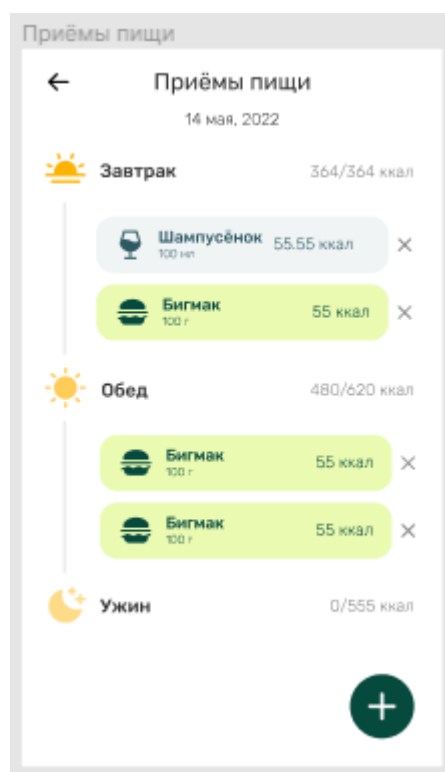 Приёмы пищи
Приёмы пищи
14 мая, 2022
Завтрак 364/364 ккал
Шампусёнок 55.55 ккал
100 мл
Бигмак 55 ккал
100 г
Обед 480/620 ккал
Бигмак 55 ккал
100 г
Бигмак 55 ккал
100 г
Ужин 0/555 ккал